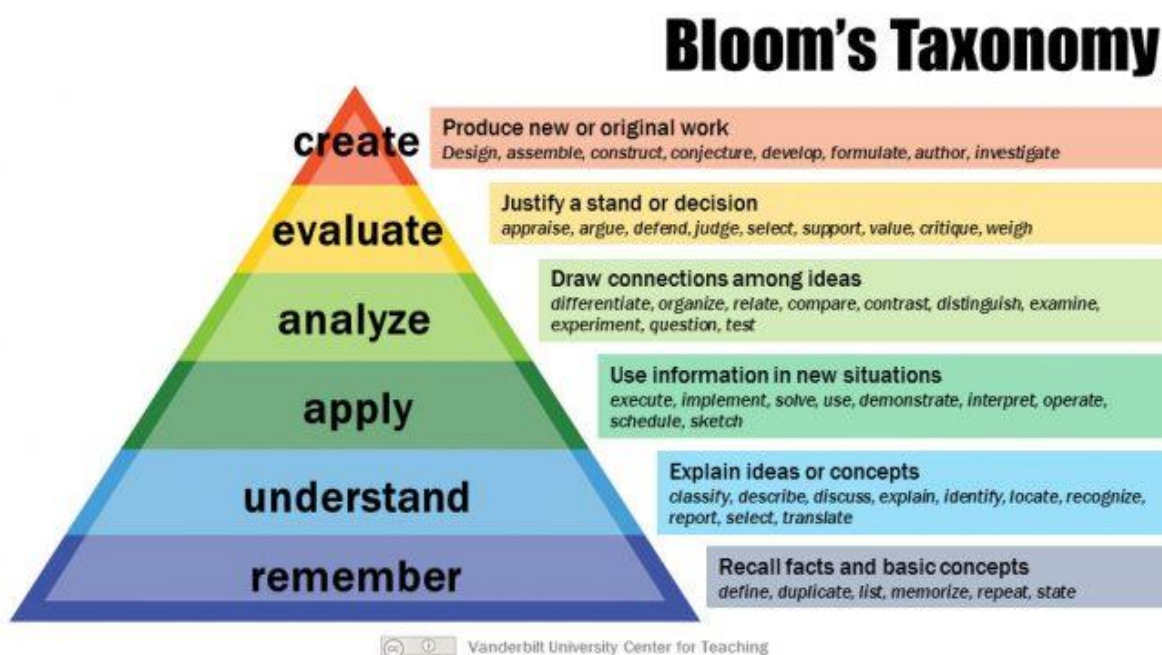 Bloom's Taxonomy
create
Produce new or original work
Design, assemble, construct, conjecture, develop, formulate, author, investigate
evaluate
Justify a stand or decision
appraise, argue, defend, judge, select, support, value, critique, weigh
analyze
Draw connections among ideas
differentiate, organize, relate, compare, contrast, distinguish, examine,
experiment, question, test
apply
Use information in new situations
execute, implement, solve, use, demonstrate, interpret, operate,
schedule, sketch
understand
Explain ideas or concepts
classify, describe, discuss, explain, identify, locate, recognize,
report, select, translate
remember
Recall facts and basic concepts
define, duplicate, list, memorize, repeat, state
cc Vanderbilt University Center for Teaching